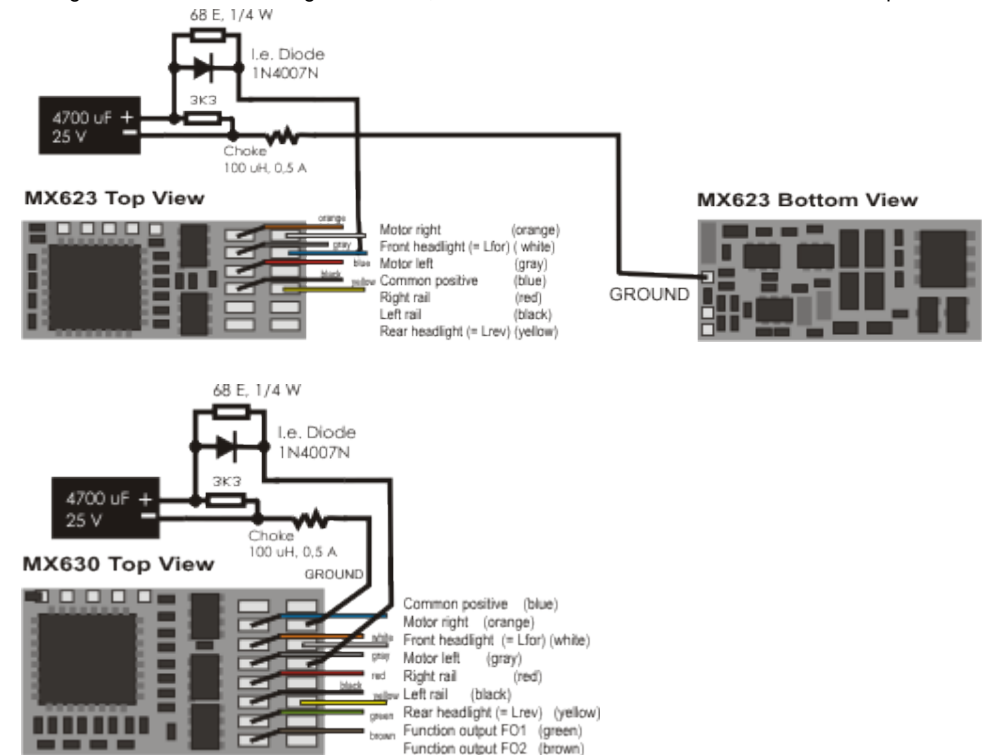 68 E, 1/4 W
I.e. Diode
1N4007N
3K3
4700 uF +
25 V −
Choke
100 uH, 0,5 A
MX623 Top View
MX623 Bottom View
orange
gray
blue
black
yellow
Motor right (orange)
Front headlight (= Lfor) ( white)
Motor left (gray)
Common positive (blue)
Right rail (red)
Left rail (black)
Rear headlight (= Lrev) (yellow)
GROUND
68 E, 1/4 W
I.e. Diode
1N4007N
3K3
4700 uF +
25 V −
Choke
100 uH, 0,5 A
MX630 Top View
GROUND
white
gray
red
black
yellow
green
brown
Common positive (blue)
Motor right (orange)
Front headlight (= Lfor) (white)
Motor left (gray)
Right rail (red)
Left rail (black)
Rear headlight (= Lrev) (yellow)
Function output FO1 (green)
Function output FO2 (brown)